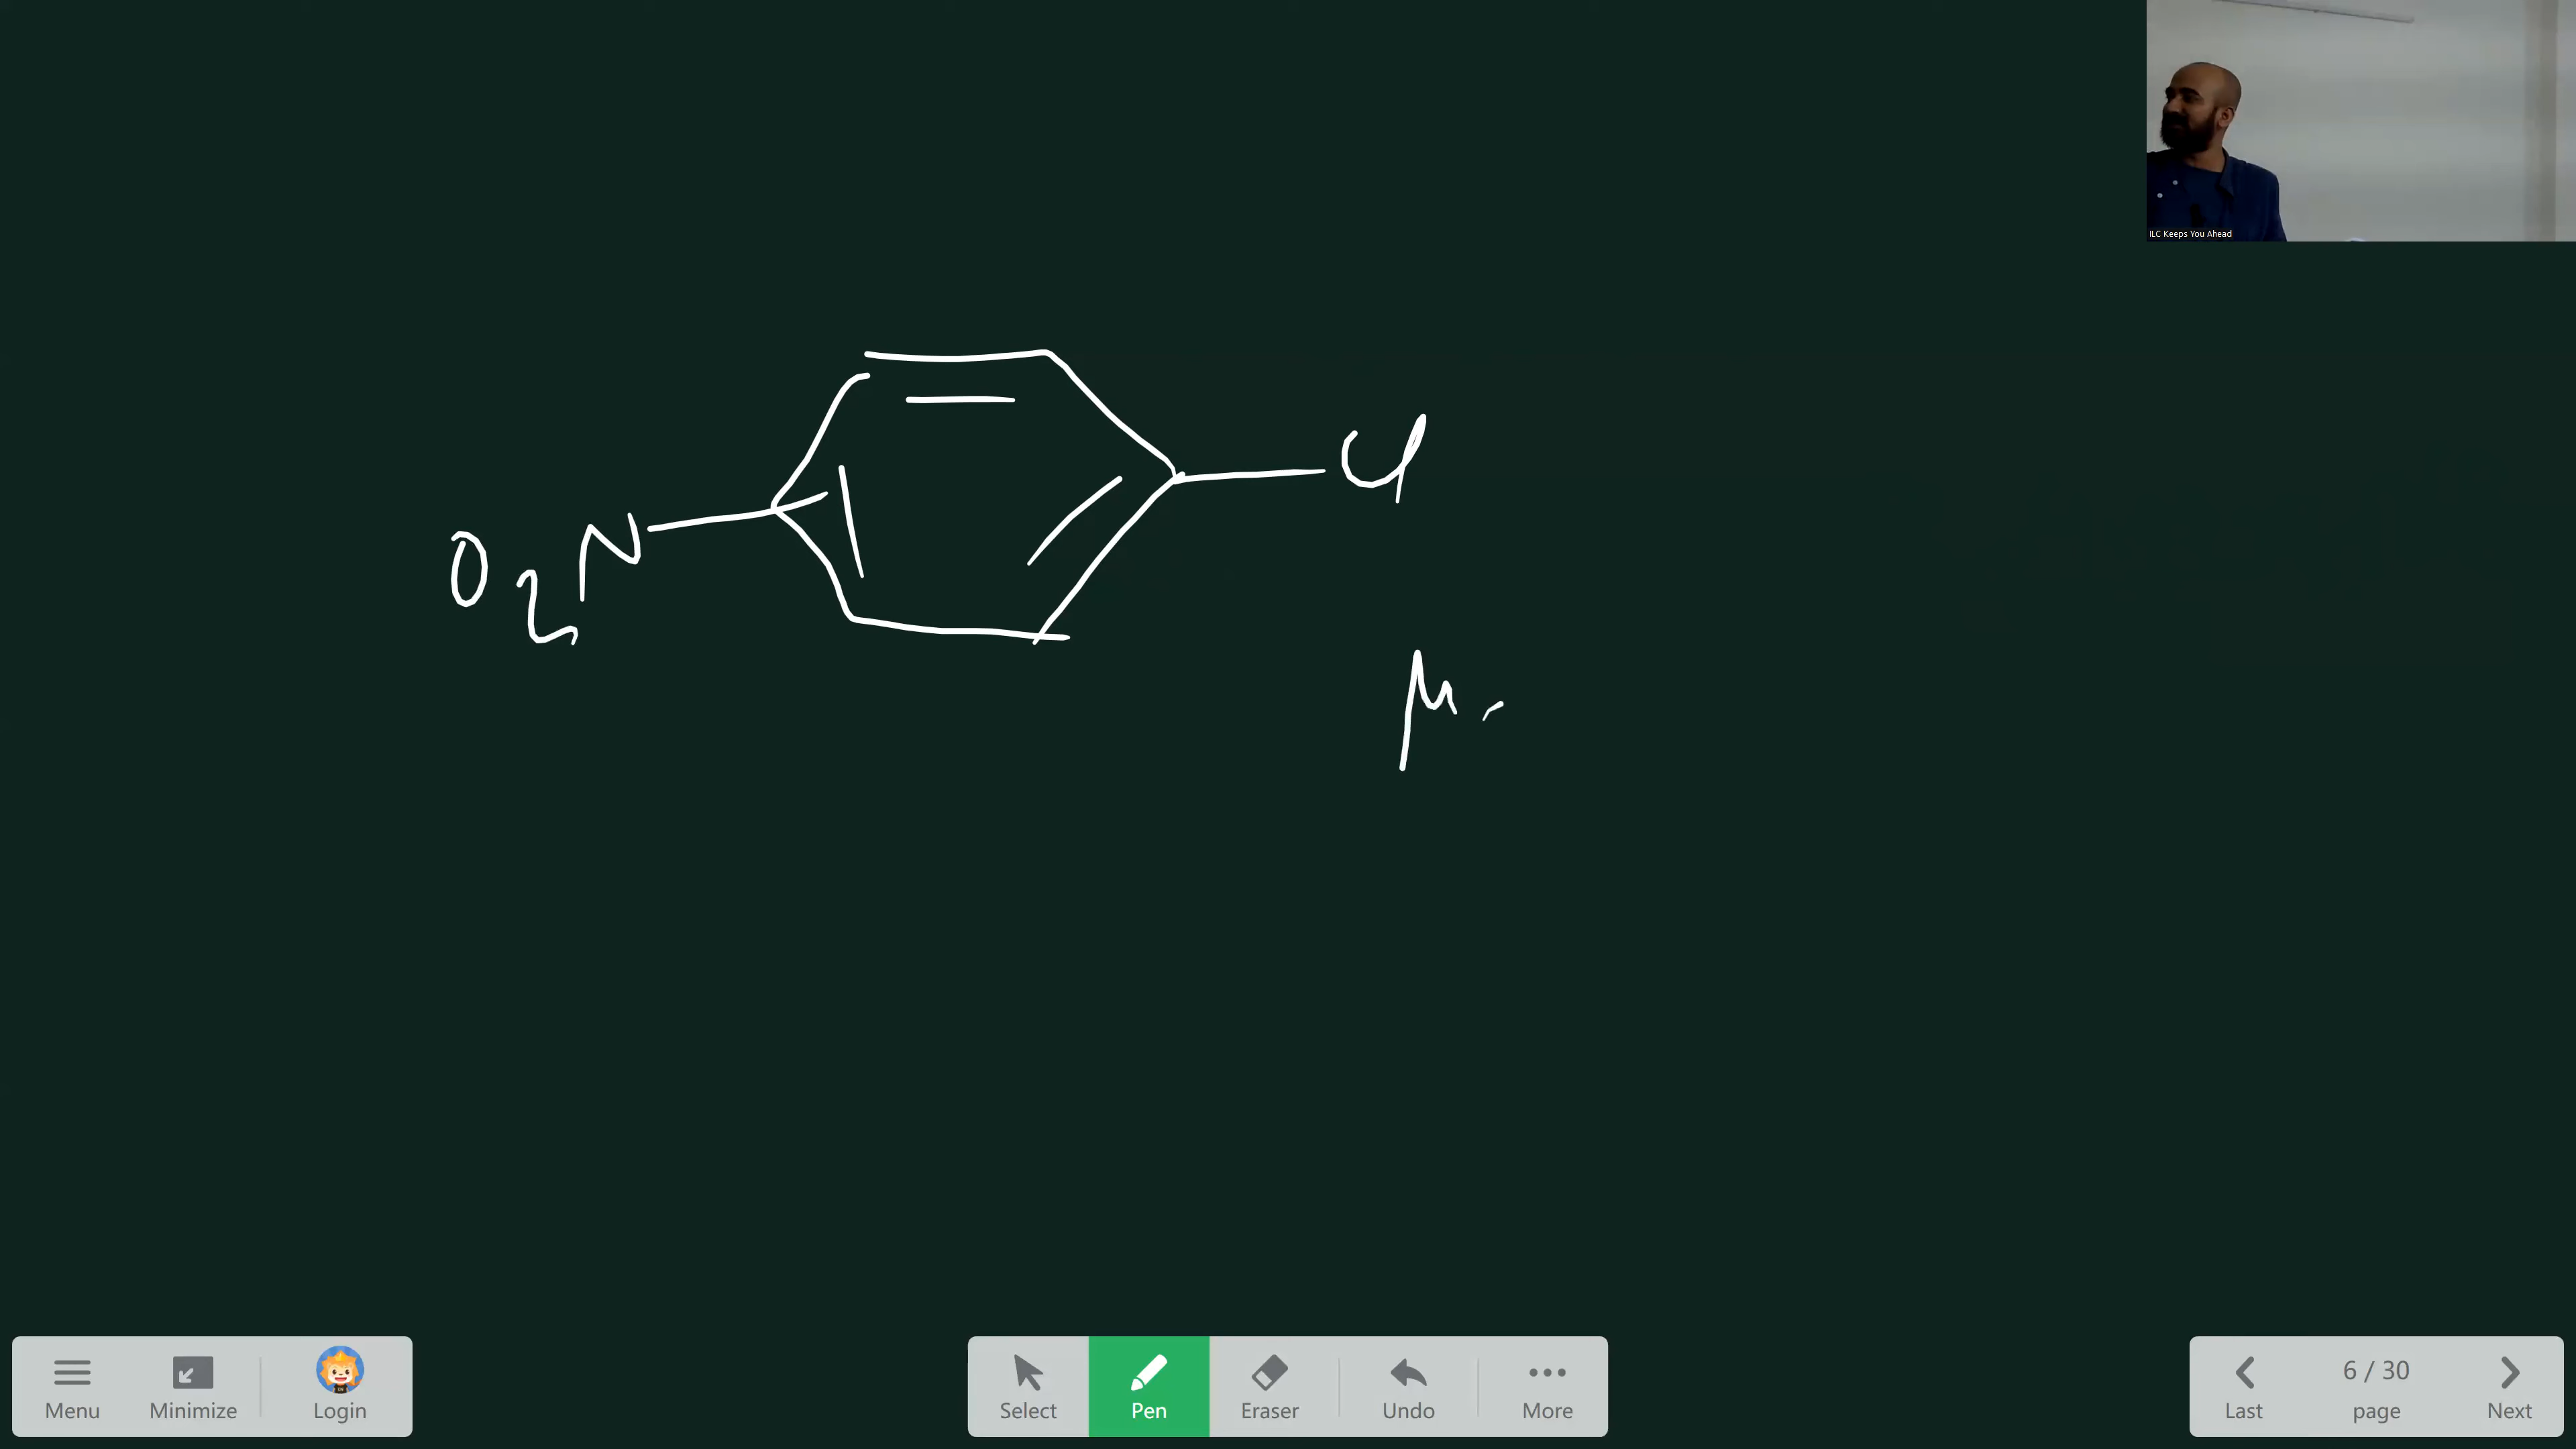 ILC Keeps You Ahead
Cl
O2N
μ
Menu Minimize Login Select Pen Eraser Undo More Last 6 / 30 page Next